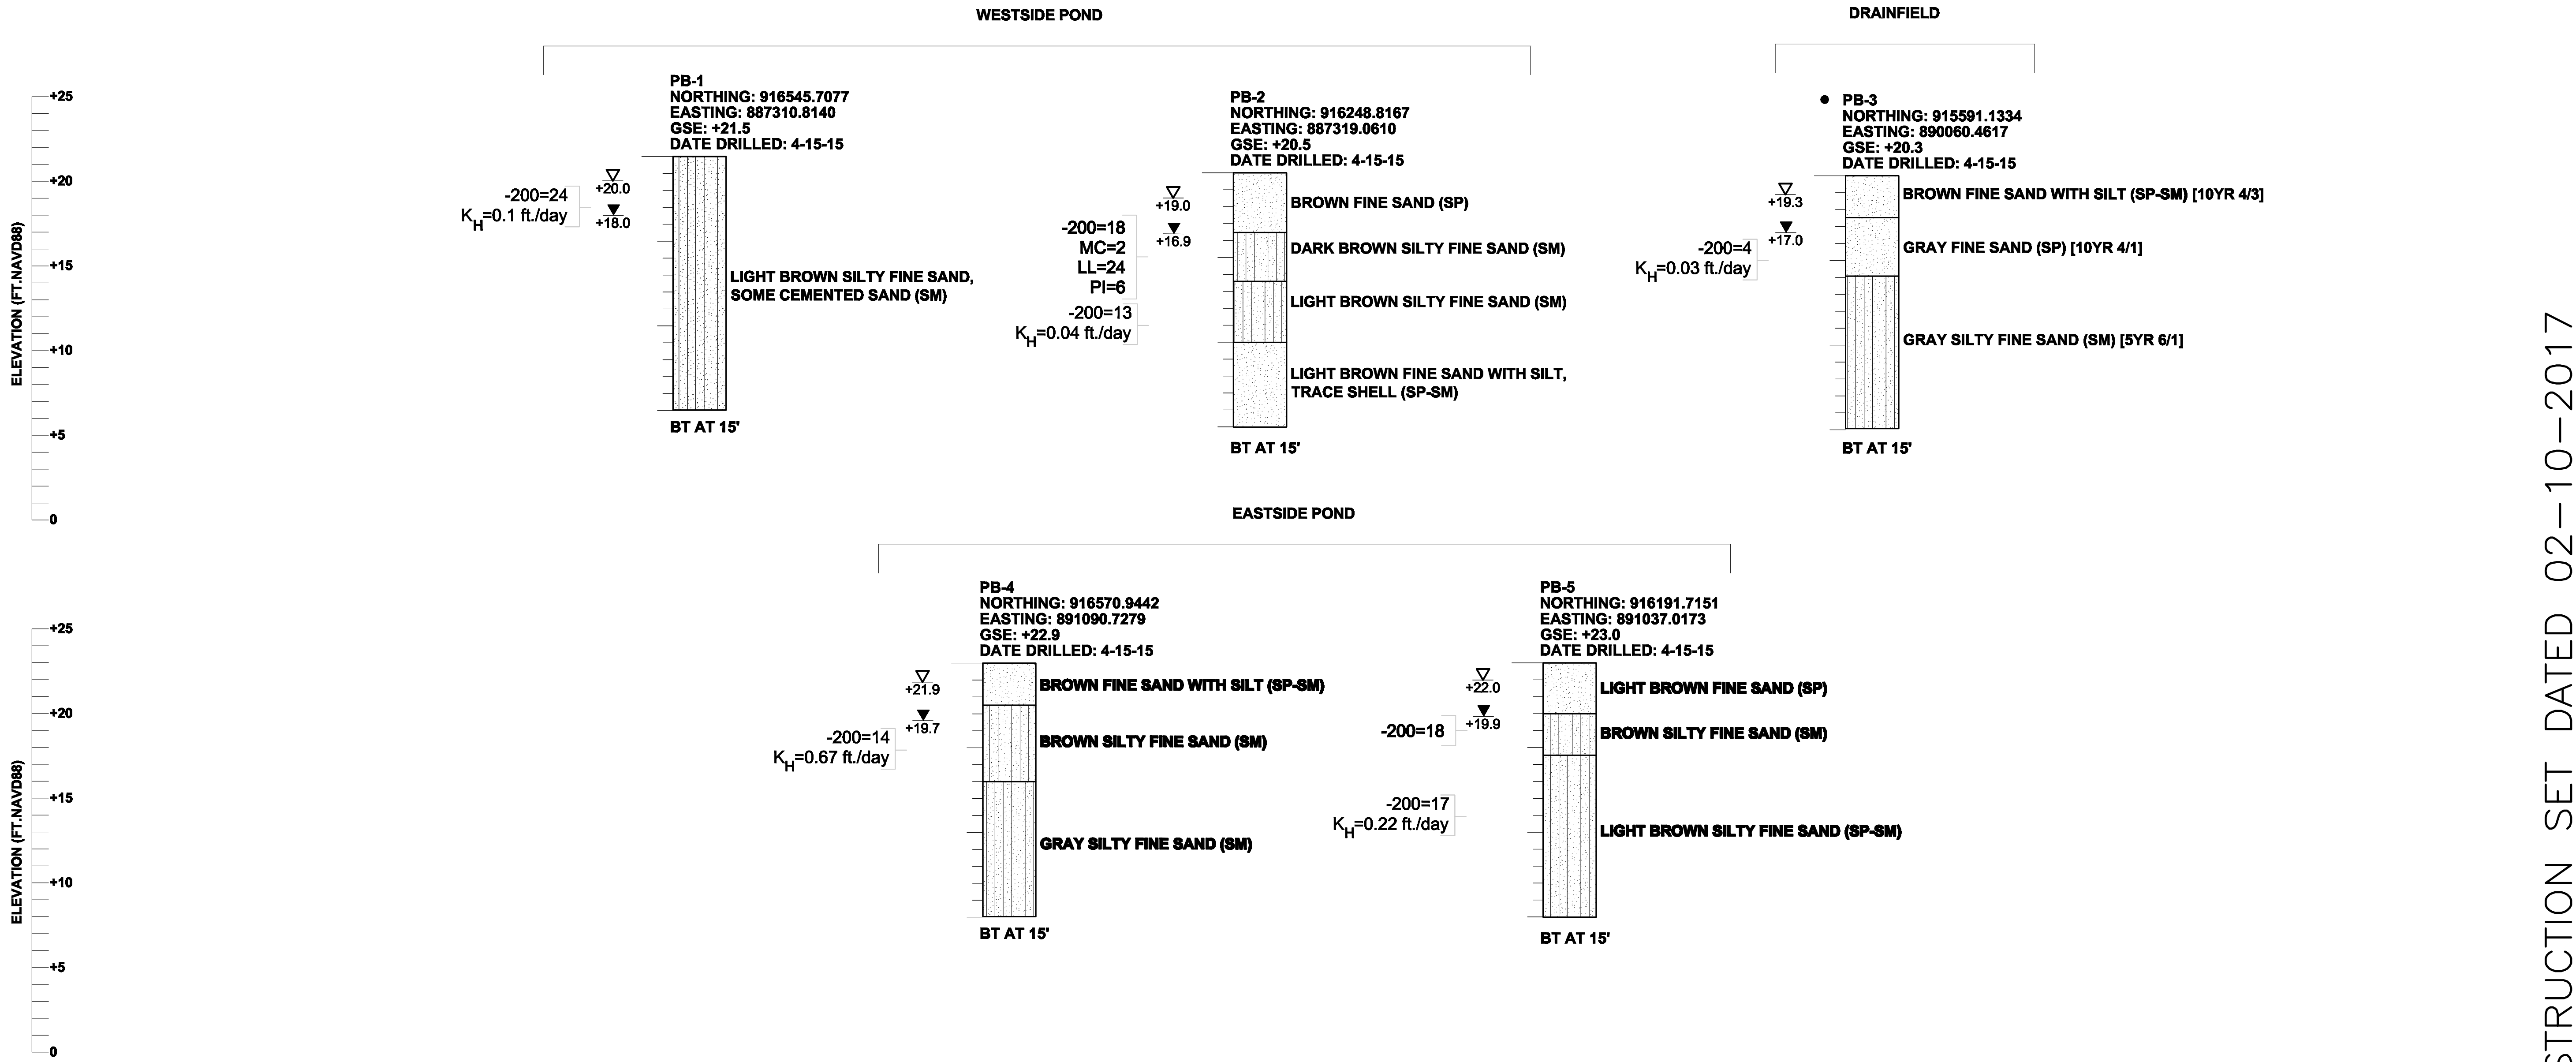 WESTSIDE POND
DRAINFIELD
ELEVATION (FT.NAVD88)
+25
+20
+15
+10
+5
0
PB-1
NORTHING: 916545.7077
EASTING: 887310.8140
GSE: +21.5
DATE DRILLED: 4-15-15
+20.0
+18.0
-200=24
KH=0.1 ft./day
LIGHT BROWN SILTY FINE SAND,
SOME CEMENTED SAND (SM)
BT AT 15'
PB-2
NORTHING: 916248.8167
EASTING: 887319.0610
GSE: +20.5
DATE DRILLED: 4-15-15
+19.0
+16.9
-200=18
MC=2
LL=24
PI=6
-200=13
KH=0.04 ft./day
BROWN FINE SAND (SP)
DARK BROWN SILTY FINE SAND (SM)
LIGHT BROWN SILTY FINE SAND (SM)
LIGHT BROWN FINE SAND WITH SILT,
TRACE SHELL (SP-SM)
BT AT 15'
● PB-3
NORTHING: 915591.1334
EASTING: 890060.4617
GSE: +20.3
DATE DRILLED: 4-15-15
+19.3
+17.0
-200=4
KH=0.03 ft./day
BROWN FINE SAND WITH SILT (SP-SM) [10YR 4/3]
GRAY FINE SAND (SP) [10YR 4/1]
GRAY SILTY FINE SAND (SM) [5YR 6/1]
BT AT 15'
EASTSIDE POND
ELEVATION (FT.NAVD88)
+25
+20
+15
+10
+5
0
PB-4
NORTHING: 916570.9442
EASTING: 891090.7279
GSE: +22.9
DATE DRILLED: 4-15-15
+21.9
+19.7
-200=14
KH=0.67 ft./day
BROWN FINE SAND WITH SILT (SP-SM)
BROWN SILTY FINE SAND (SM)
GRAY SILTY FINE SAND (SM)
BT AT 15'
PB-5
NORTHING: 916191.7151
EASTING: 891037.0173
GSE: +23.0
DATE DRILLED: 4-15-15
+22.0
+19.9
-200=18
-200=17
KH=0.22 ft./day
LIGHT BROWN FINE SAND (SP)
BROWN SILTY FINE SAND (SM)
LIGHT BROWN SILTY FINE SAND (SP-SM)
BT AT 15'
STRUCTION SET DATED 02-10-2017